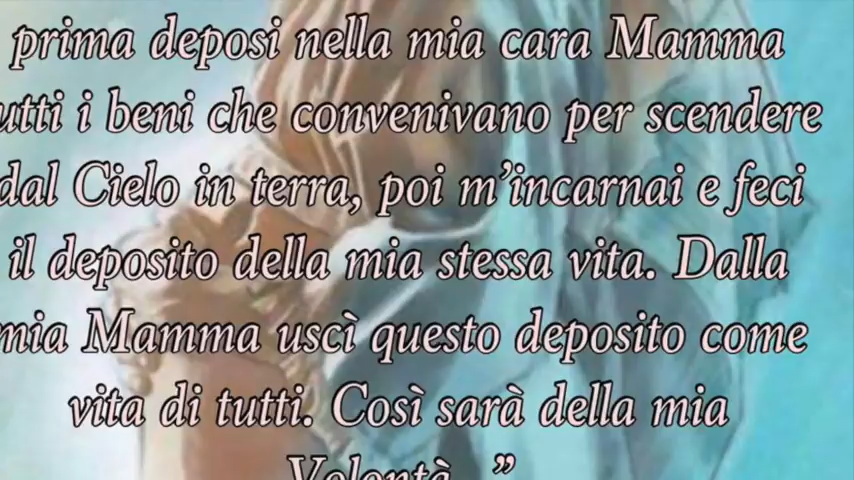 prima deposi nella mia cara Mamma
utti i beni che convenivano per scendere
dal Cielo in terra, poi m’incarnai e feci
il deposito della mia stessa vita. Dalla
mia Mamma uscì questo deposito come
vita di tutti. Così sarà della mia
Volontà...”